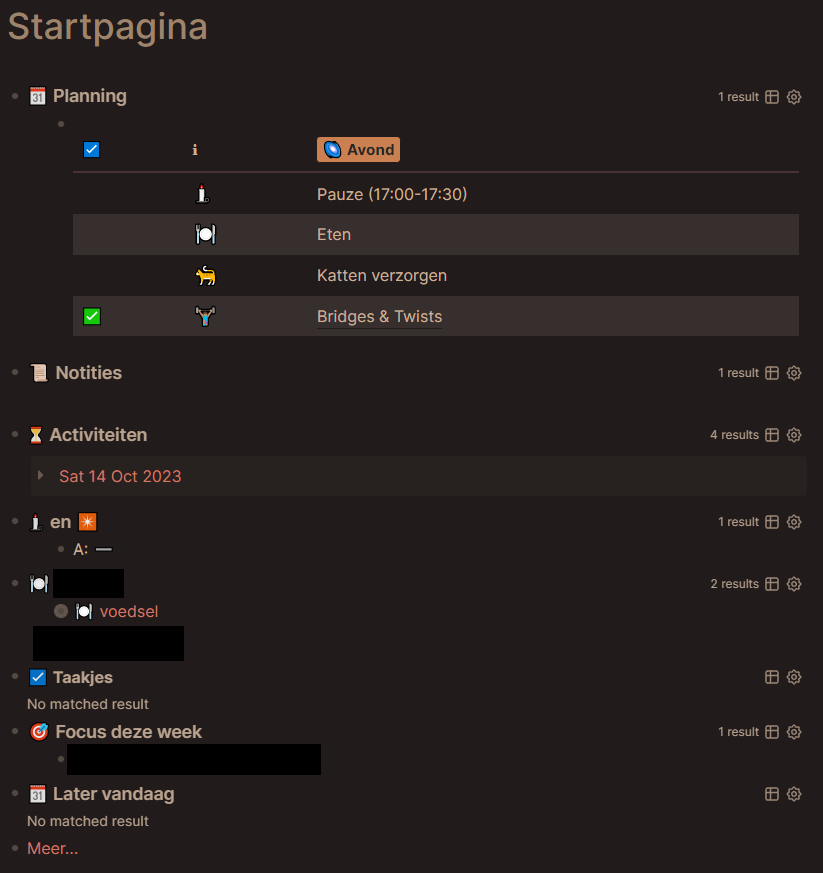 Startpagina
Planning 1 result
Avond
Pauze (17:00-17:30)
Eten
Katten verzorgen
Bridges & Twists
Notities 1 result
Activiteiten 4 results
Sat 14 Oct 2023
en 1 result
A: —
2 results
voedsel
Taakjes
No matched result
Focus deze week 1 result
Later vandaag
No matched result
Meer...